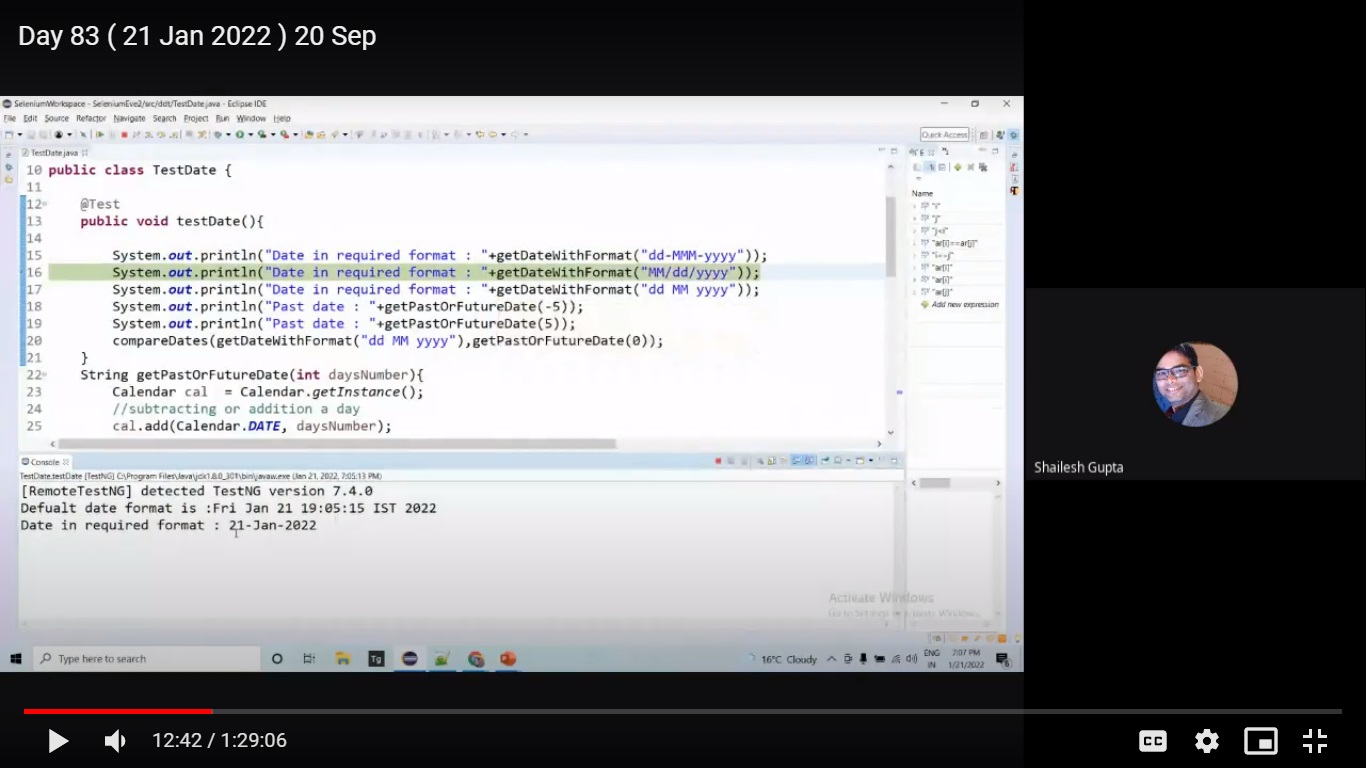 Day 83 ( 21 Jan 2022 ) 20 Sep
SeleniumWorkspace - SeleniumEve2/src/ddt/TestDate.java - Eclipse IDE
File Edit Source Refactor Navigate Search Project Run Window Help
Quick Access
TestDate.java
10 public class TestDate {
11
12 @Test
13 public void testDate(){
14
15 System.out.println("Date in required format : "+getDateWithFormat("dd-MMM-yyyy"));
16 System.out.println("Date in required format : "+getDateWithFormat("MM/dd/yyyy"));
17 System.out.println("Date in required format : "+getDateWithFormat("dd MM yyyy"));
18 System.out.println("Past date : "+getPastOrFutureDate(-5));
19 System.out.println("Past date : "+getPastOrFutureDate(5));
20 compareDates(getDateWithFormat("dd MM yyyy"),getPastOrFutureDate(0));
21 }
22 String getPastOrFutureDate(int daysNumber){
23 Calendar cal = Calendar.getInstance();
24 //subtracting or addition a day
25 cal.add(Calendar.DATE, daysNumber);
Name
"i"
"j"
"j<i"
"ar[i]==ar[j]"
"i==j"
"ar[i]"
"ar[i]"
"ar[j]"
Add new expression
Console
TestDate.testDate [TestNG] C:\Program Files\Java\jdk1.8.0_301\bin\javaw.exe (Jan 21, 2022, 7:05:13 PM)
[RemoteTestNG] detected TestNG version 7.4.0
Defualt date format is :Fri Jan 21 19:05:15 IST 2022
Date in required format : 21-Jan-2022
Activate Windows
Go to Settings to activate Windows.
Type here to search
Tg
16°C Cloudy
ENG
IN
7:07 PM
1/21/2022
6
Shailesh Gupta
12:42 / 1:29:06
CC